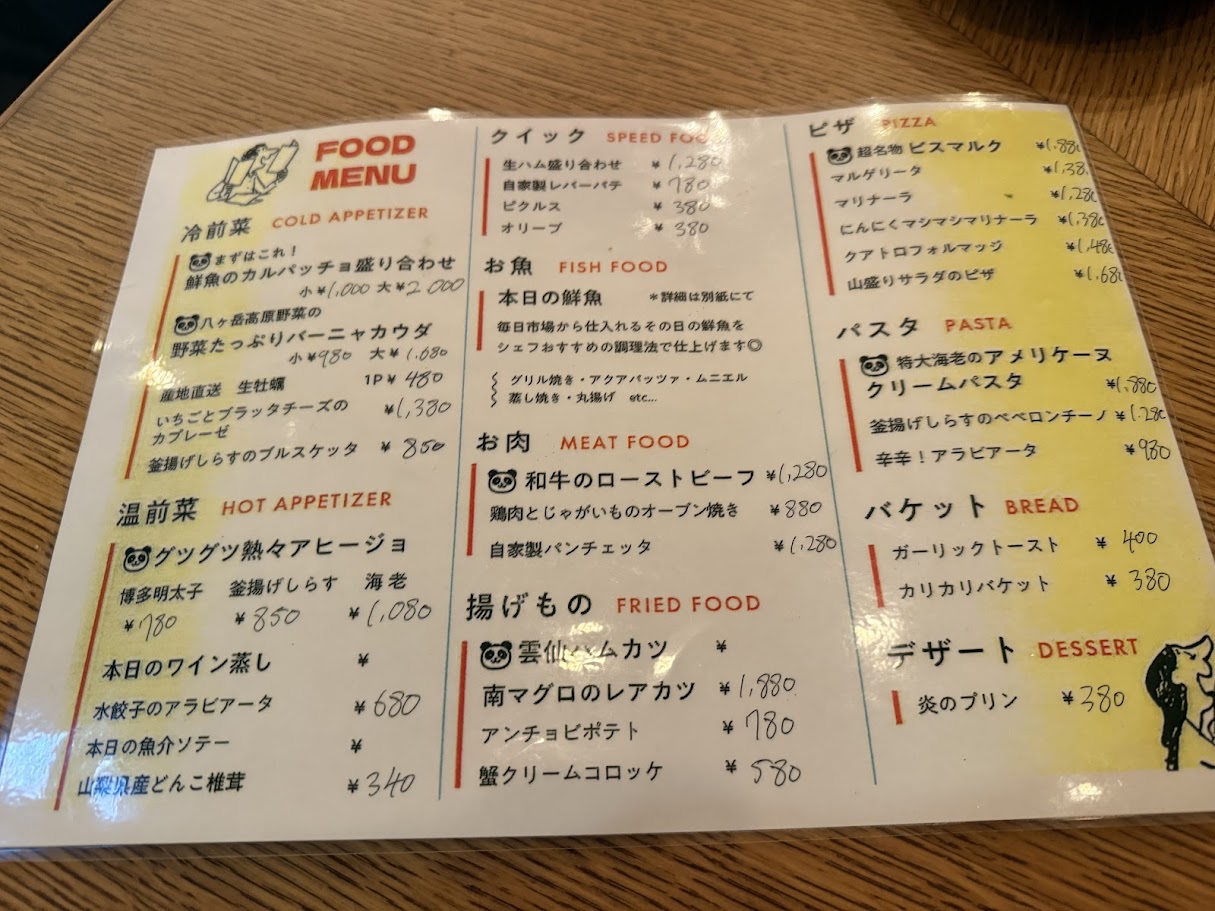 FOOD
MENU
冷前菜 COLD APPETIZER
まずはこれ！
鮮魚のカルパッチョ盛り合わせ
小¥1,000 大¥2,000
八ヶ岳高原野菜の
野菜たっぷりバーニャカウダ
小¥980 大¥1,680
産地直送 生牡蠣 1P¥480
いちごとブラッタチーズの ¥1,380
カプレーゼ
釜揚げしらすのブルスケッタ ¥850
温前菜 HOT APPETIZER
グツグツ熱々アヒージョ
博多明太子 釜揚げしらす 海老
¥780 ¥850 ¥1,080
本日のワイン蒸し ¥
水餃子のアラビアータ ¥680
本日の魚介ソテー ¥
山梨県産どんこ椎茸 ¥340
クイック SPEED FOOD
生ハム盛り合わせ ¥1,280
自家製レバーパテ ¥780
ピクルス ¥380
オリーブ ¥380
お魚 FISH FOOD
本日の鮮魚 ＊詳細は別紙にて
毎日市場から仕入れるその日の鮮魚を
シェフおすすめの調理法で仕上げます◎
グリル焼き・アクアパッツァ・ムニエル
蒸し焼き・丸揚げ etc...
お肉 MEAT FOOD
和牛のローストビーフ ¥1,280
鶏肉とじゃがいものオーブン焼き ¥880
自家製パンチェッタ ¥1,280
揚げもの FRIED FOOD
雲仙ハムカツ ¥
南マグロのレアカツ ¥1,880
アンチョビポテト ¥780
蟹クリームコロッケ ¥580
ピザ PIZZA
超名物 ビスマルク ¥1,880
マルゲリータ ¥1,380
マリナーラ ¥1,280
にんにくマシマシマリナーラ ¥1,380
クアトロフォルマッジ ¥1,480
山盛りサラダのピザ ¥1,680
パスタ PASTA
特大海老のアメリケーヌ
クリームパスタ ¥1,880
釜揚げしらすのペペロンチーノ ¥1,280
辛辛！アラビアータ ¥980
バケット BREAD
ガーリックトースト ¥400
カリカリバケット ¥380
デザート DESSERT
炎のプリン ¥380